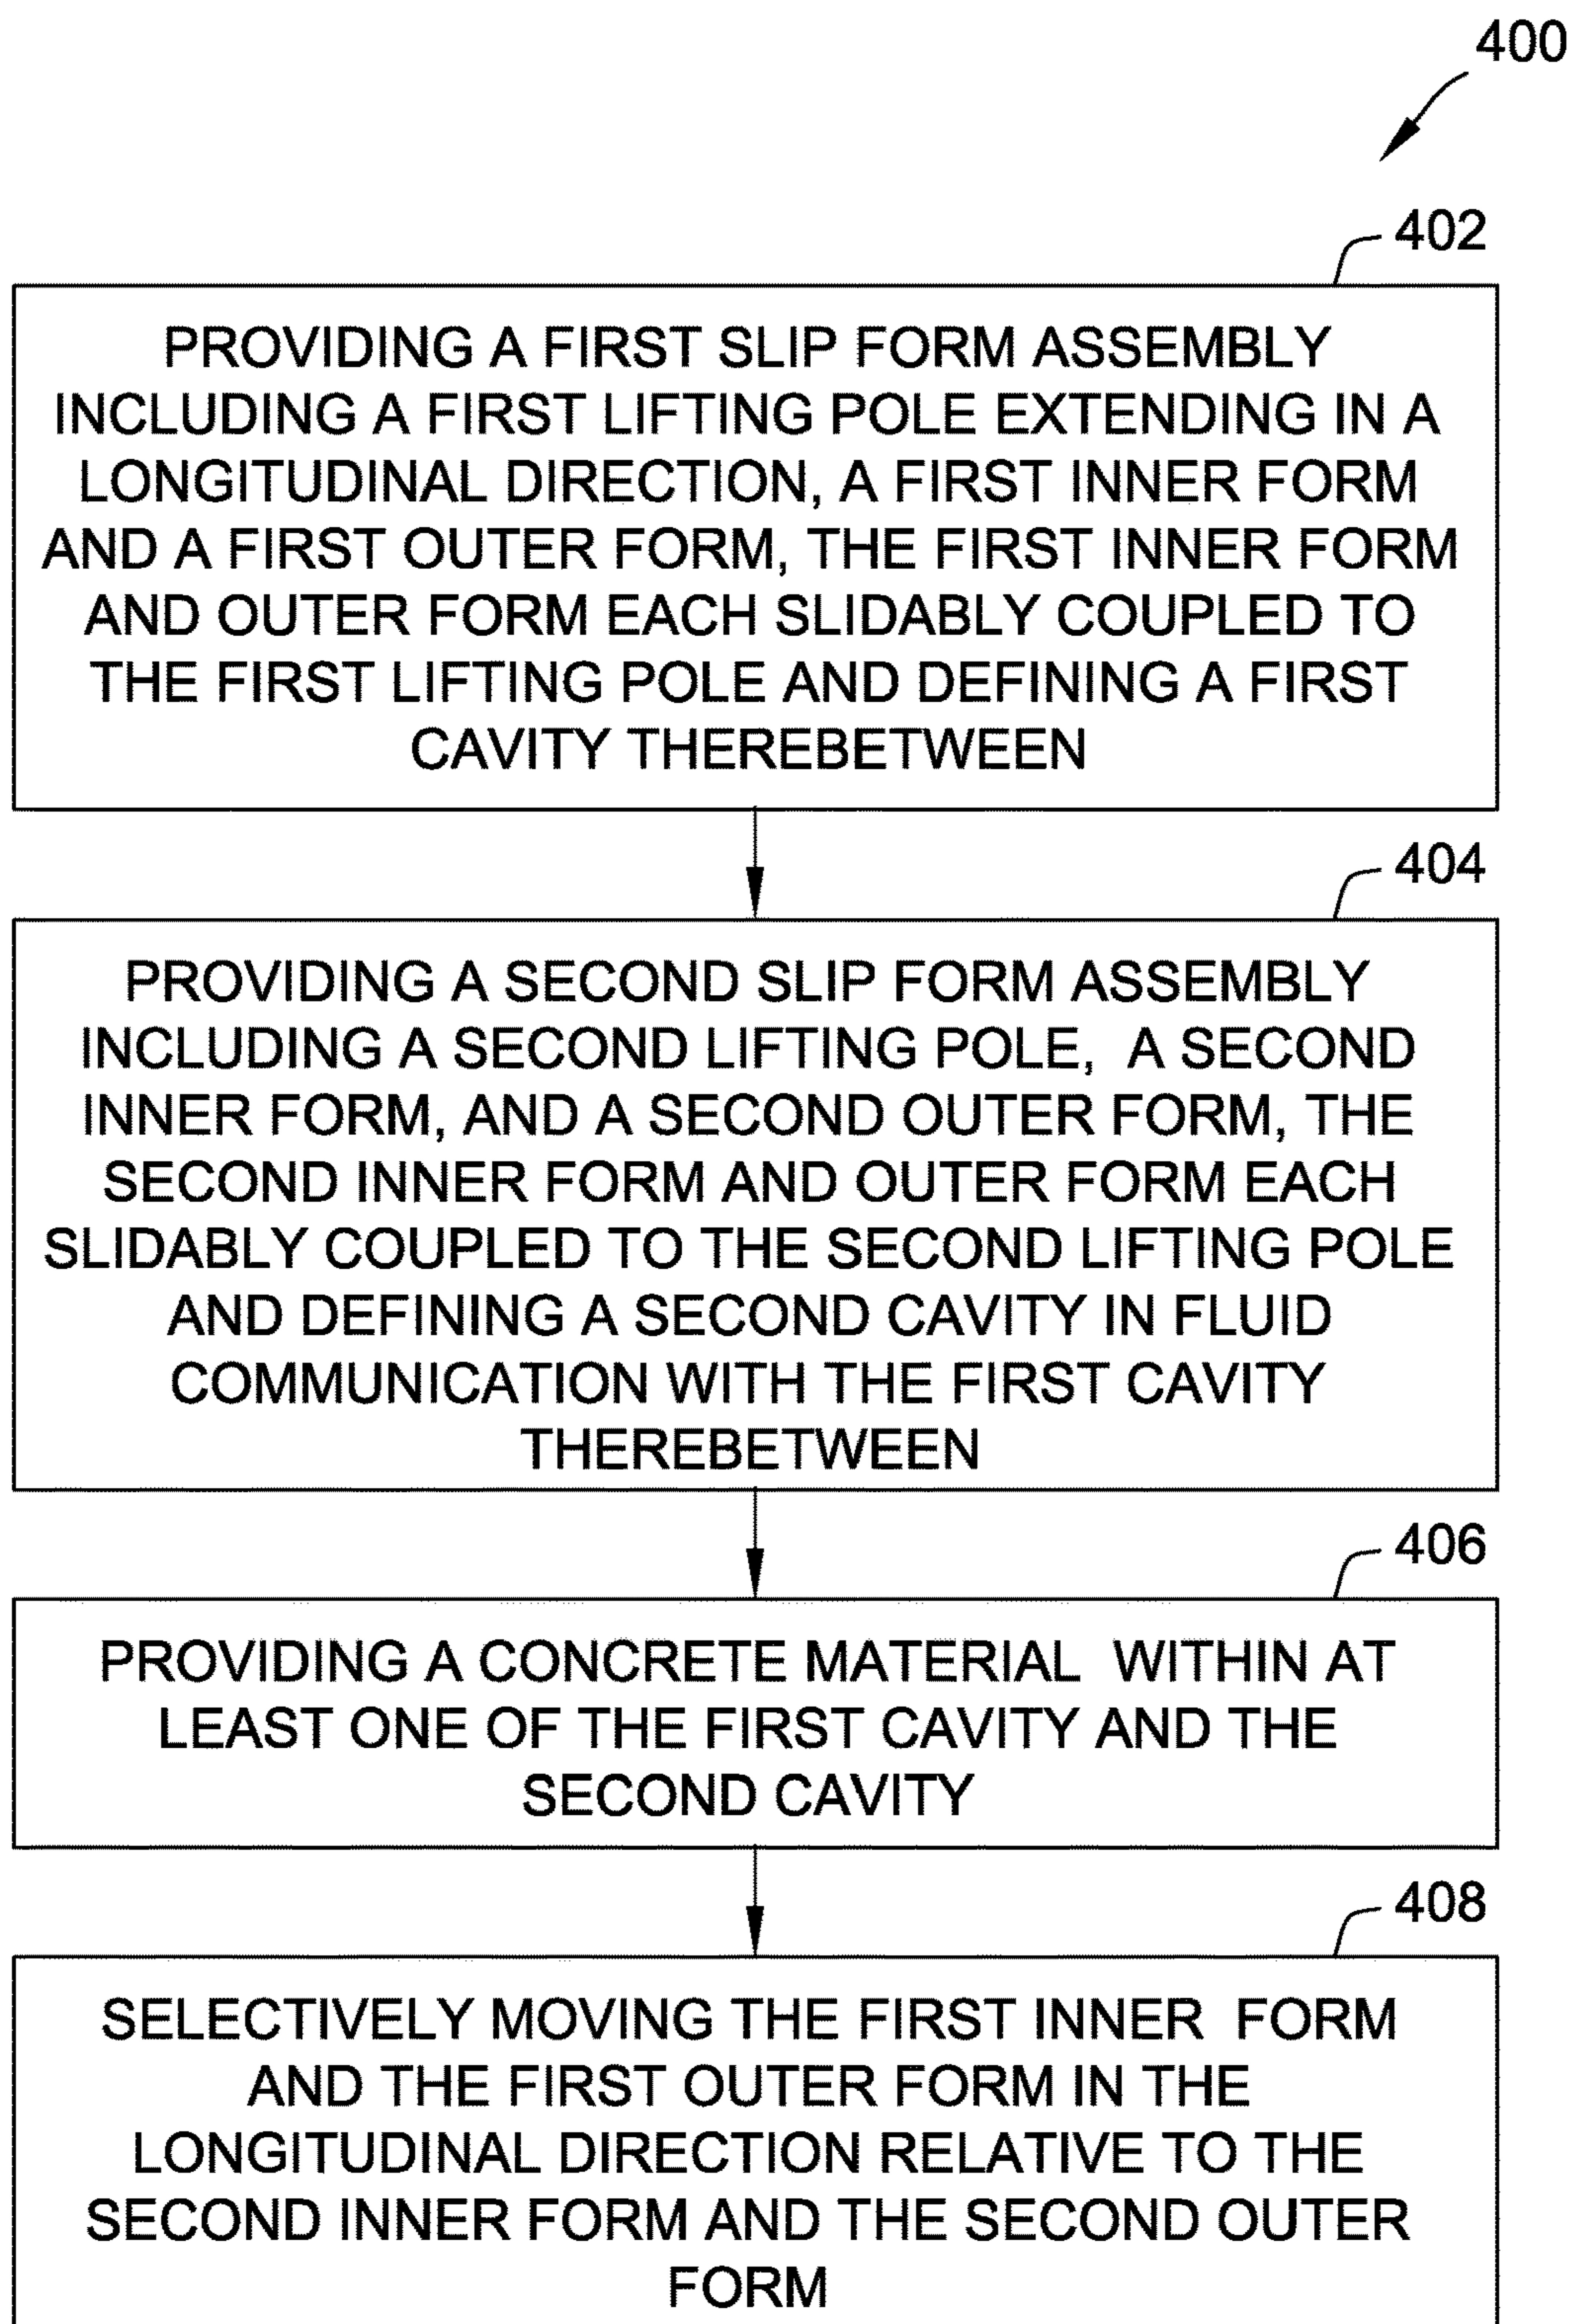 400
402
PROVIDING A FIRST SLIP FORM ASSEMBLY
INCLUDING A FIRST LIFTING POLE EXTENDING IN A
LONGITUDINAL DIRECTION, A FIRST INNER FORM
AND A FIRST OUTER FORM, THE FIRST INNER FORM
AND OUTER FORM EACH SLIDABLY COUPLED TO
THE FIRST LIFTING POLE AND DEFINING A FIRST
CAVITY THEREBETWEEN
404
PROVIDING A SECOND SLIP FORM ASSEMBLY
INCLUDING A SECOND LIFTING POLE, A SECOND
INNER FORM, AND A SECOND OUTER FORM, THE
SECOND INNER FORM AND OUTER FORM EACH
SLIDABLY COUPLED TO THE SECOND LIFTING POLE
AND DEFINING A SECOND CAVITY IN FLUID
COMMUNICATION WITH THE FIRST CAVITY
THEREBETWEEN
406
PROVIDING A CONCRETE MATERIAL WITHIN AT
LEAST ONE OF THE FIRST CAVITY AND THE
SECOND CAVITY
408
SELECTIVELY MOVING THE FIRST INNER FORM
AND THE FIRST OUTER FORM IN THE
LONGITUDINAL DIRECTION RELATIVE TO THE
SECOND INNER FORM AND THE SECOND OUTER
FORM